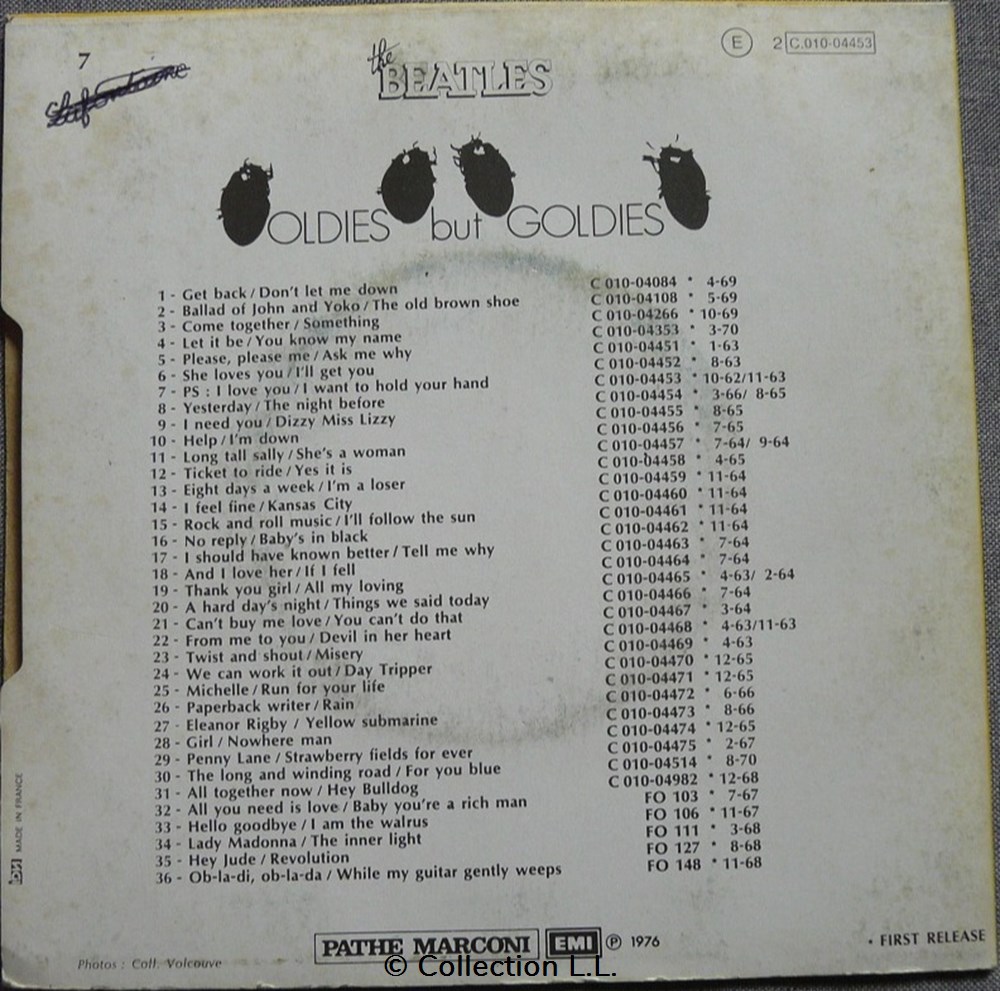 7
Lafontaine
E 2 C.010-04453
the BEATLES
OLDIES but GOLDIES
1 - Get back / Don't let me down C 010-04084 * 4-69
2 - Ballad of John and Yoko / The old brown shoe C 010-04108 * 5-69
3 - Come together / Something C 010-04266 * 10-69
4 - Let it be / You know my name C 010-04353 * 3-70
5 - Please, please me / Ask me why C 010-04451 * 1-63
6 - She loves you / I'll get you C 010-04452 * 8-63
7 - PS : I love you / I want to hold your hand C 010-04453 * 10-62/11-63
8 - Yesterday / The night before C 010-04454 * 3-66/ 8-65
9 - I need you / Dizzy Miss Lizzy C 010-04455 * 8-65
10 - Help / I'm down C 010-04456 * 7-65
11 - Long tall sally / She's a woman C 010-04457 * 7-64/ 9-64
12 - Ticket to ride / Yes it is C 010-04458 * 4-65
13 - Eight days a week / I'm a loser C 010-04459 * 11-64
14 - I feel fine / Kansas City C 010-04460 * 11-64
15 - Rock and roll music / I'll follow the sun C 010-04461 * 11-64
16 - No reply / Baby's in black C 010-04462 * 11-64
17 - I should have known better / Tell me why C 010-04463 * 7-64
18 - And I love her / If I fell C 010-04464 * 7-64
19 - Thank you girl / All my loving C 010-04465 * 4-63/ 2-64
20 - A hard day's night / Things we said today C 010-04466 * 7-64
21 - Can't buy me love / You can't do that C 010-04467 * 3-64
22 - From me to you / Devil in her heart C 010-04468 * 4-63/11-63
23 - Twist and shout / Misery C 010-04469 * 4-63
24 - We can work it out / Day Tripper C 010-04470 * 12-65
25 - Michelle / Run for your life C 010-04471 * 12-65
26 - Paperback writer / Rain C 010-04472 * 6-66
27 - Eleanor Rigby / Yellow submarine C 010-04473 * 8-66
28 - Girl / Nowhere man C 010-04474 * 12-65
29 - Penny Lane / Strawberry fields for ever C 010-04475 * 2-67
30 - The long and winding road / For you blue C 010-04514 * 8-70
31 - All together now / Hey Bulldog C 010-04982 * 12-68
32 - All you need is love / Baby you're a rich man FO 103 * 7-67
33 - Hello goodbye / I am the walrus FO 106 * 11-67
34 - Lady Madonna / The inner light FO 111 * 3-68
35 - Hey Jude / Revolution FO 127 * 8-68
36 - Ob-la-di, ob-la-da / While my guitar gently weeps FO 148 * 11-68
EMI MADE IN FRANCE
PATHE MARCONI EMI Ⓟ 1976
* FIRST RELEASE
Photos : Coll. Volcouve
© Collection L.L.